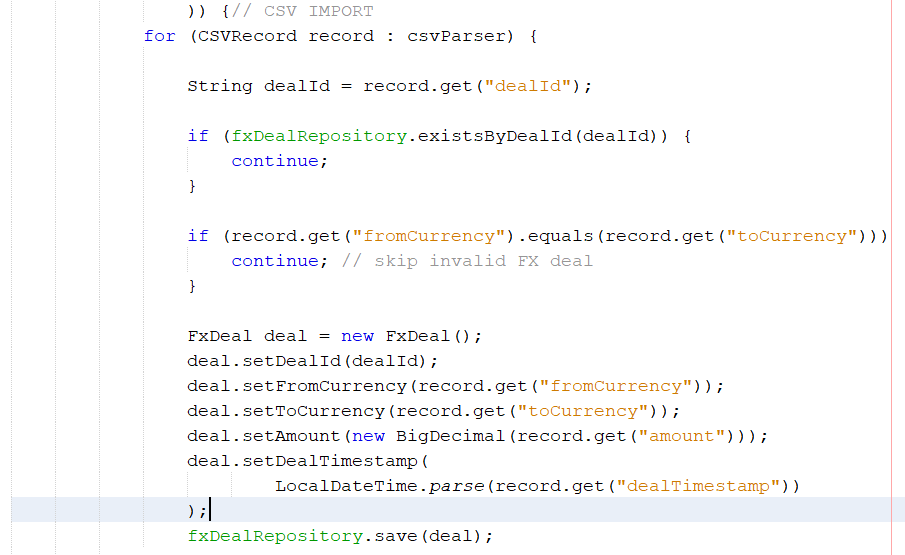 )) {// CSV IMPORT
for (CSVRecord record : csvParser) {
String dealId = record.get("dealId");
if (fxDealRepository.existsByDealId(dealId)) {
continue;
}
if (record.get("fromCurrency").equals(record.get("toCurrency")))
continue; // skip invalid FX deal
}
FxDeal deal = new FxDeal();
deal.setDealId(dealId);
deal.setFromCurrency(record.get("fromCurrency"));
deal.setToCurrency(record.get("toCurrency"));
deal.setAmount(new BigDecimal(record.get("amount")));
deal.setDealTimestamp(
LocalDateTime.parse(record.get("dealTimestamp"))
);
fxDealRepository.save(deal);